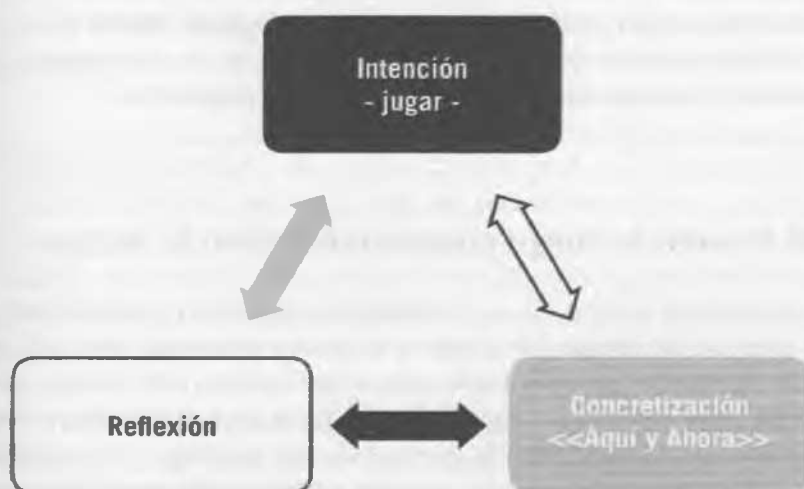 Intención
- jugar -
Reflexión
Concretización
<<Aquí y Ahora>>